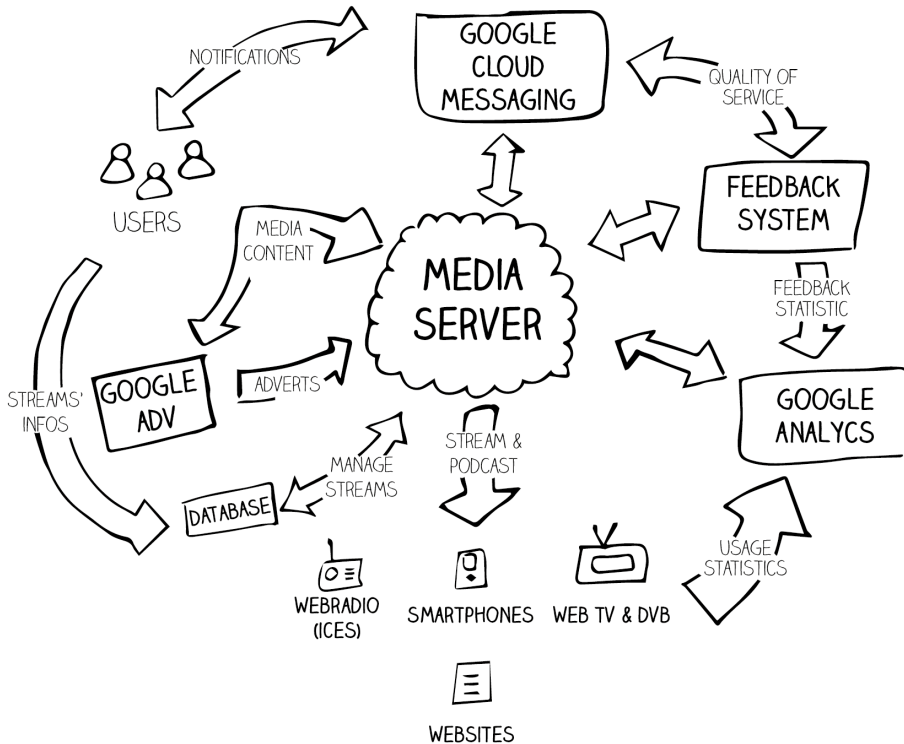 NOTIFICATIONS
GOOGLE
CLOUD
MESSAGING
QUALITY OF
SERVICE
USERS
MEDIA
CONTENT
MEDIA
SERVER
FEEDBACK
SYSTEM
FEEDBACK
STATISTIC
STREAMS'
INFOS
GOOGLE
ADV
ADVERTS
GOOGLE
ANALYCS
STREAM &
PODCAST
MANAGE
STREAMS
DATABASE
USAGE
STATISTICS
WEBRADIO
(ICES)
SMARTPHONES
WEB TV & DVB
WEBSITES